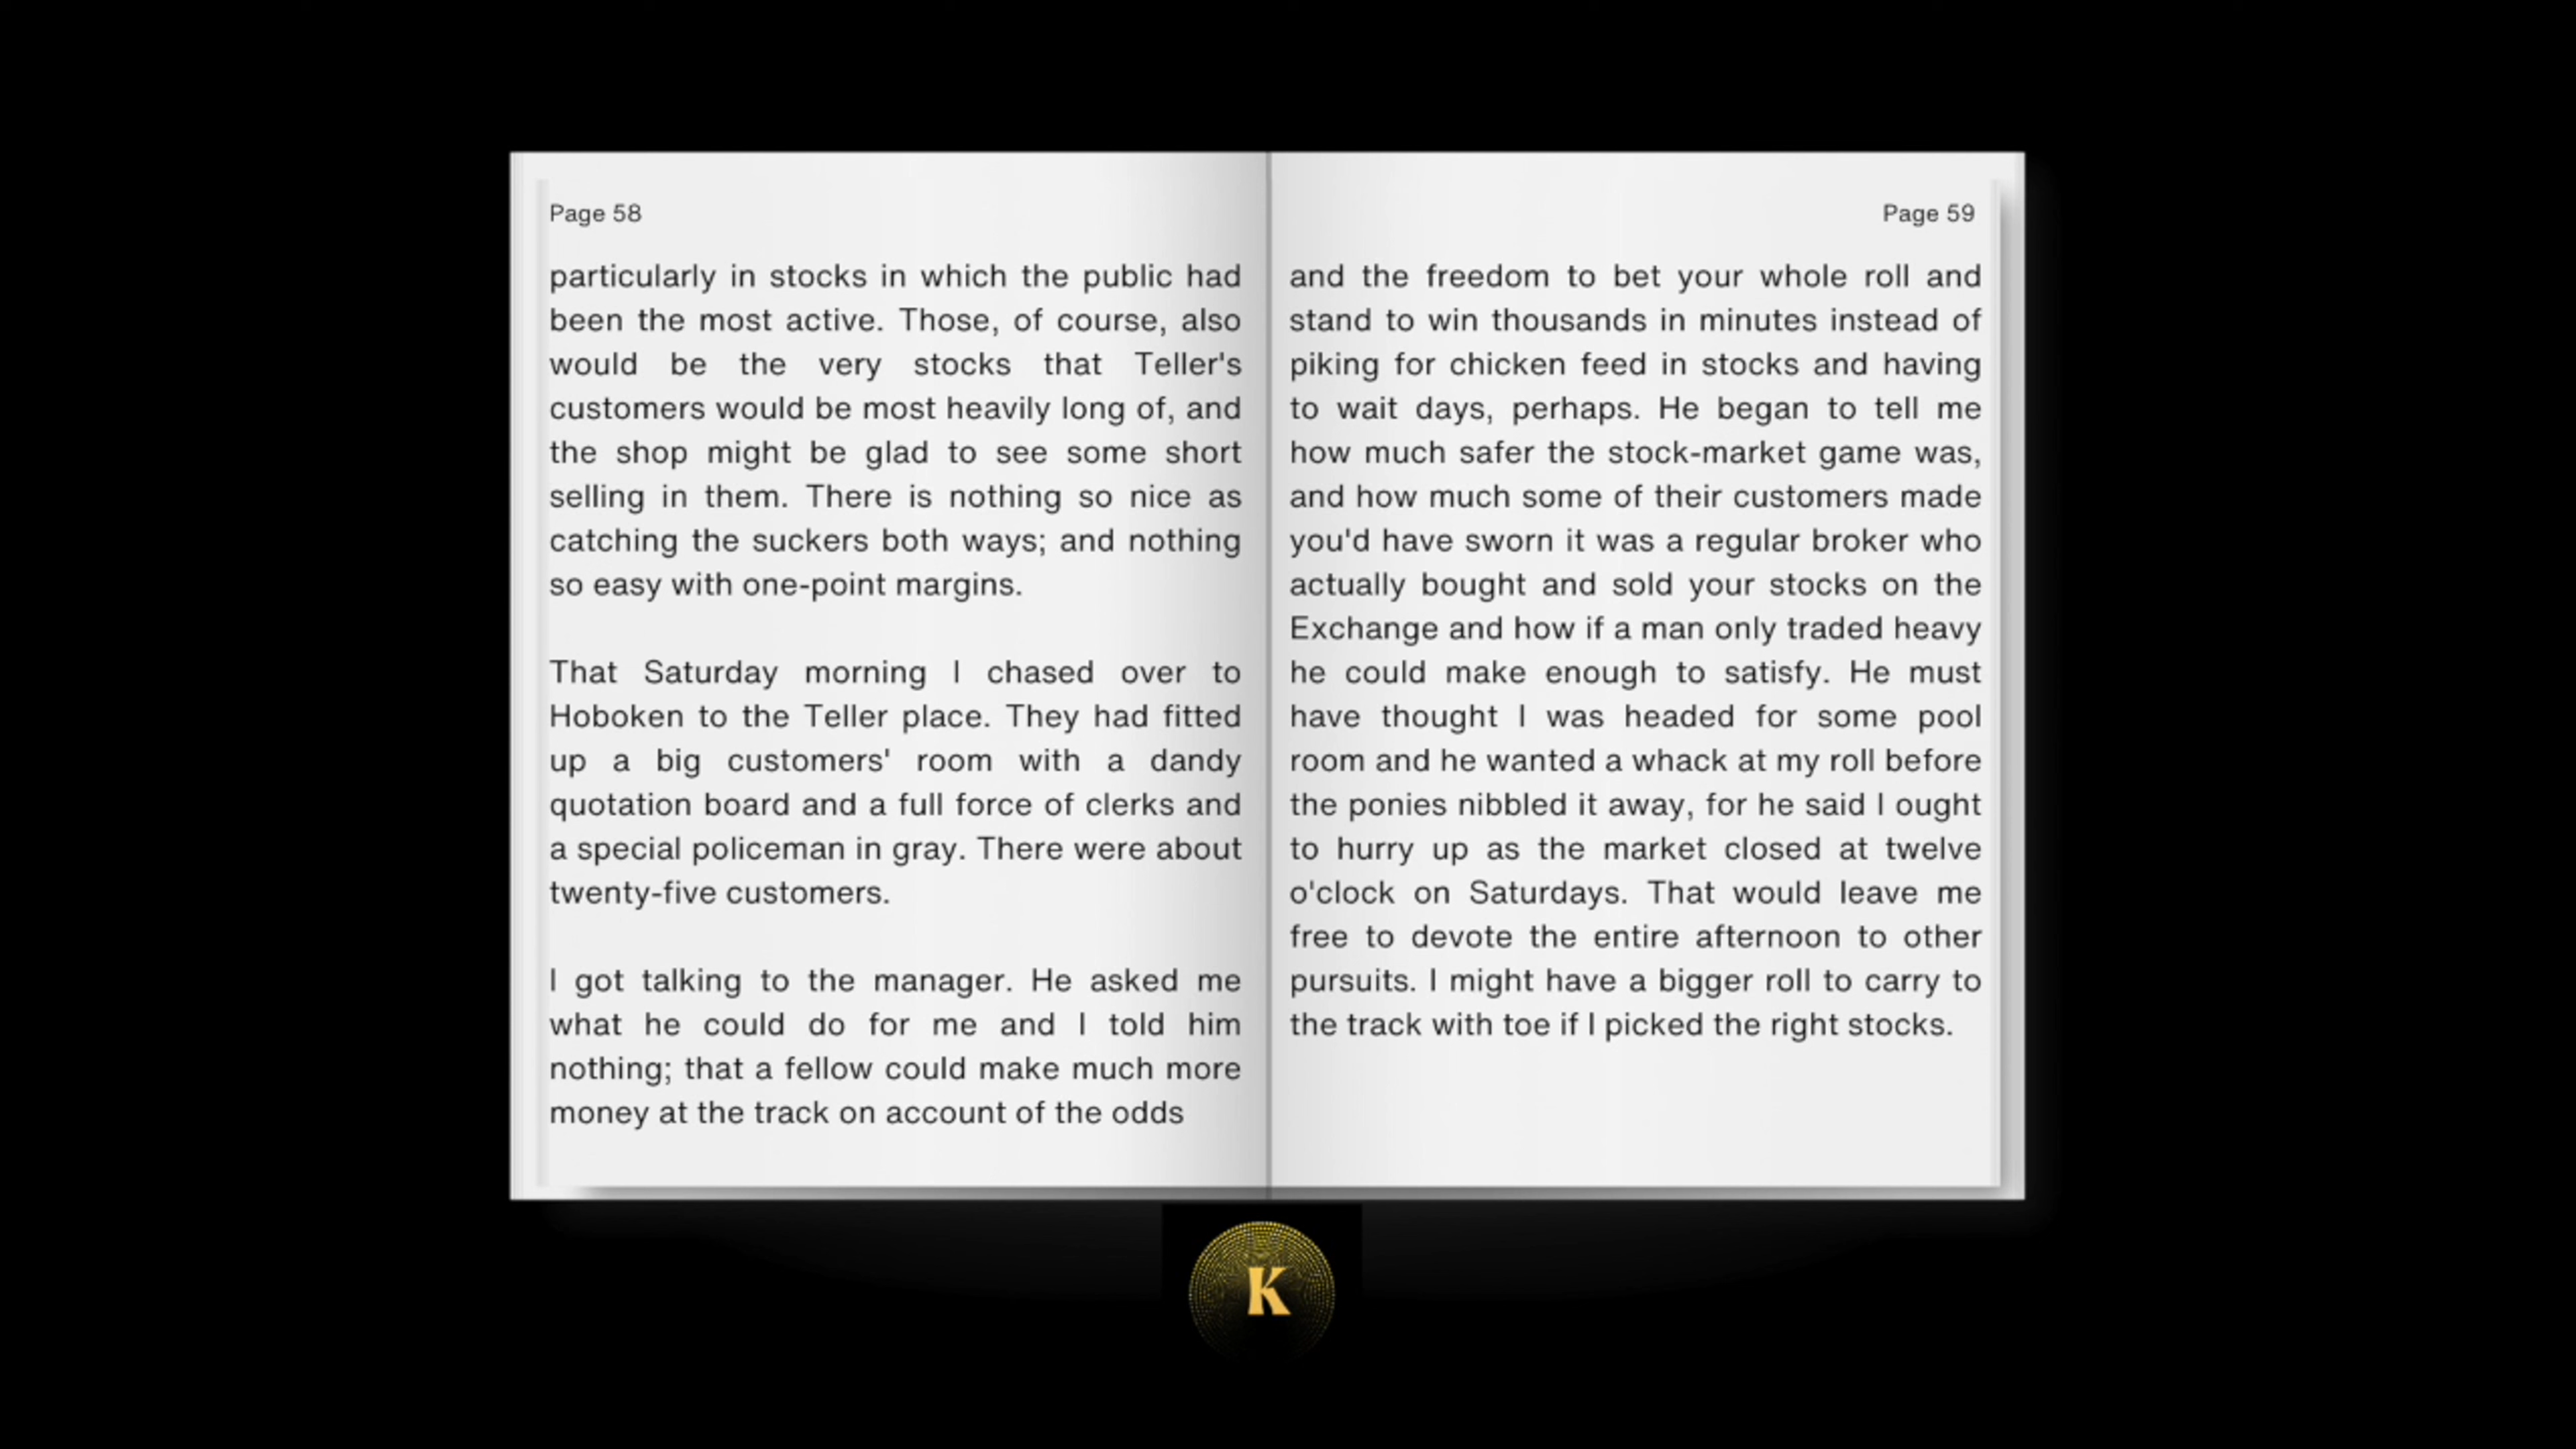 Page 58
particularly in stocks in which the public had
been the most active. Those, of course, also
would be the very stocks that Teller's
customers would be most heavily long of, and
the shop might be glad to see some short
selling in them. There is nothing so nice as
catching the suckers both ways; and nothing
so easy with one-point margins.
That Saturday morning I chased over to
Hoboken to the Teller place. They had fitted
up a big customers' room with a dandy
quotation board and a full force of clerks and
a special policeman in gray. There were about
twenty-five customers.
I got talking to the manager. He asked me
what he could do for me and I told him
nothing; that a fellow could make much more
money at the track on account of the odds
Page 59
and the freedom to bet your whole roll and
stand to win thousands in minutes instead of
piking for chicken feed in stocks and having
to wait days, perhaps. He began to tell me
how much safer the stock-market game was,
and how much some of their customers made
you'd have sworn it was a regular broker who
actually bought and sold your stocks on the
Exchange and how if a man only traded heavy
he could make enough to satisfy. He must
have thought I was headed for some pool
room and he wanted a whack at my roll before
the ponies nibbled it away, for he said I ought
to hurry up as the market closed at twelve
o'clock on Saturdays. That would leave me
free to devote the entire afternoon to other
pursuits. I might have a bigger roll to carry to
the track with toe if I picked the right stocks.
K